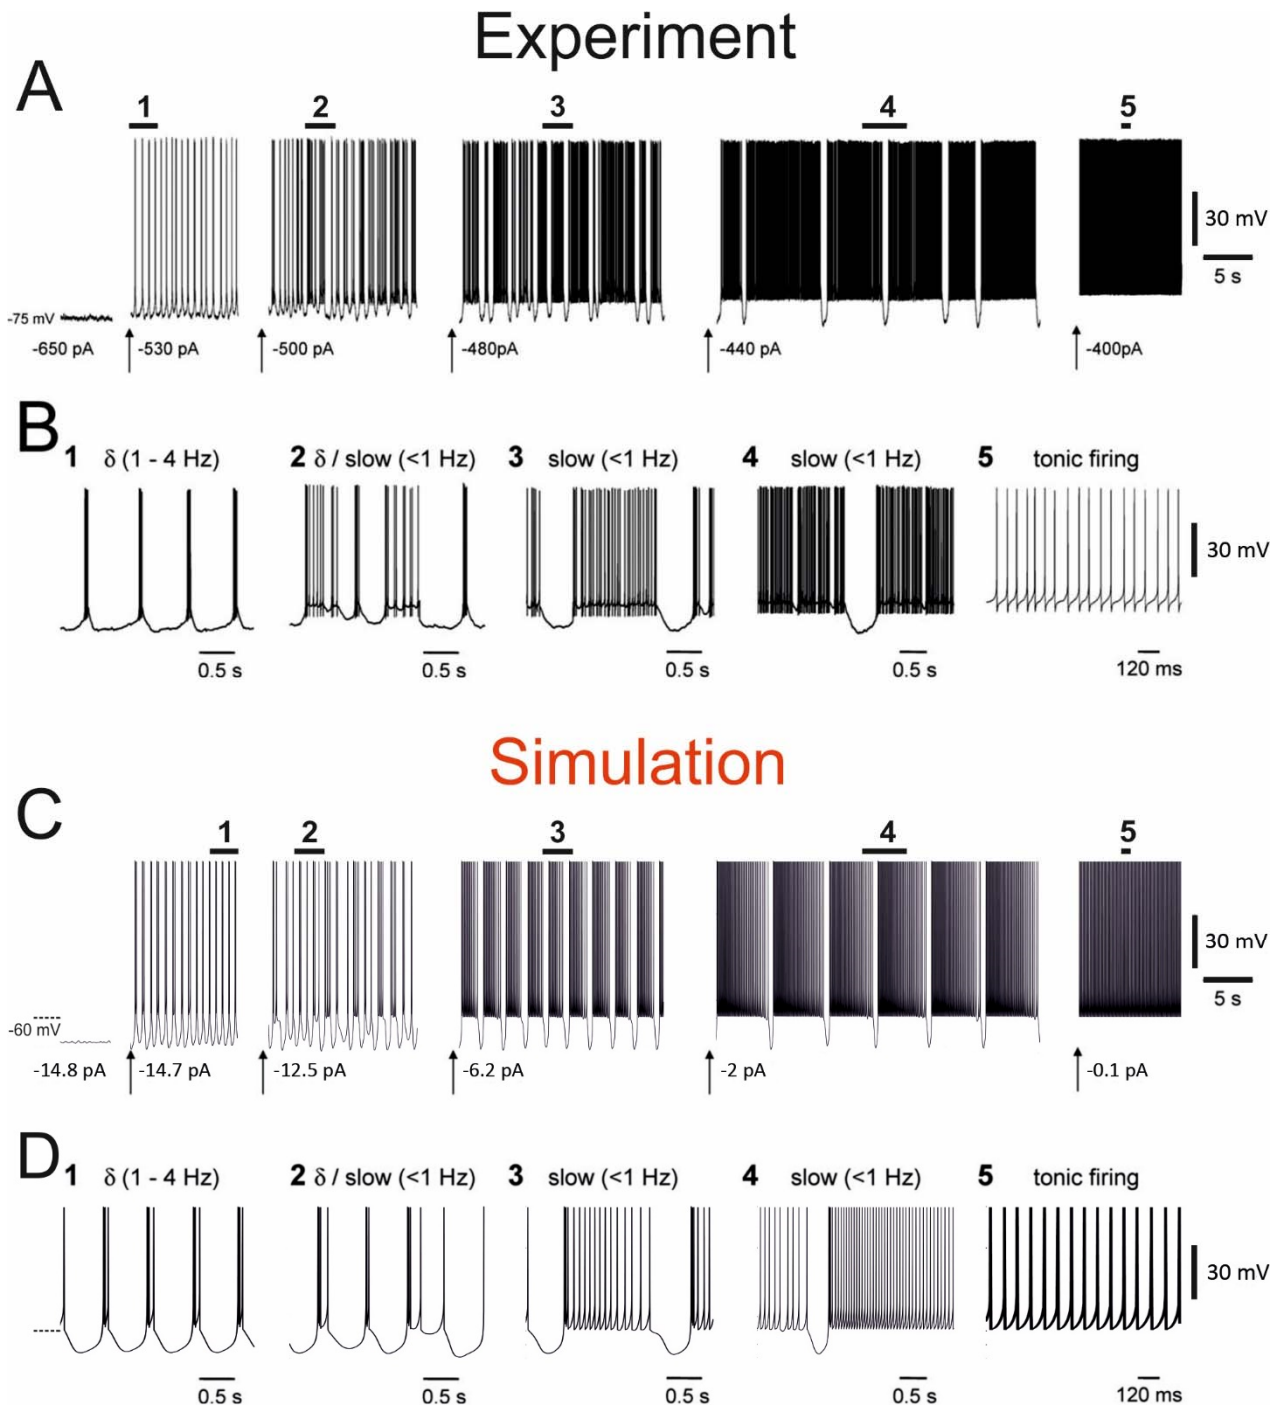 Experiment
A
1 2 3 4 5
30 mV
5 s
-75 mV
-650 pA -530 pA -500 pA -480pA -440 pA -400pA
B
1 δ (1 - 4 Hz) 2 δ / slow (<1 Hz) 3 slow (<1 Hz) 4 slow (<1 Hz) 5 tonic firing
30 mV
0.5 s 0.5 s 0.5 s 0.5 s 120 ms
Simulation
C
1 2 3 4 5
30 mV
5 s
-60 mV
-14.8 pA -14.7 pA -12.5 pA -6.2 pA -2 pA -0.1 pA
D
1 δ (1 - 4 Hz) 2 δ / slow (<1 Hz) 3 slow (<1 Hz) 4 slow (<1 Hz) 5 tonic firing
30 mV
0.5 s 0.5 s 0.5 s 0.5 s 120 ms